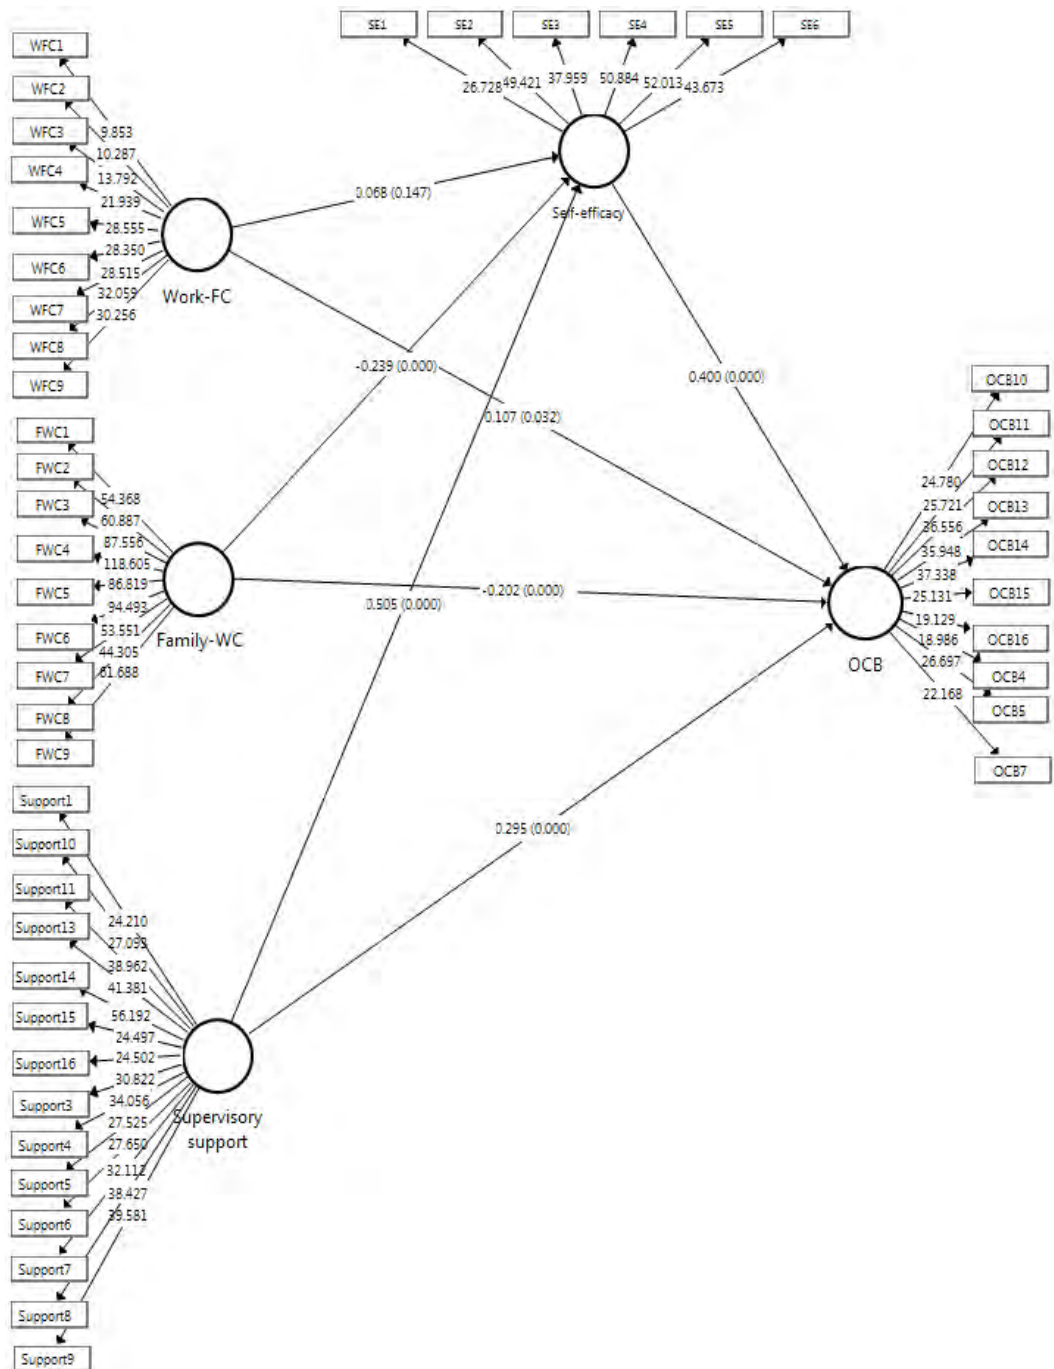 SE1
SE2
SE3
SE4
SE5
SE6
26.728
49.421
37.959
50.884
52.013
43.673
Self-efficacy
WFC1
WFC2
WFC3
WFC4
WFC5
WFC6
WFC7
WFC8
WFC9
9.853
10.287
13.792
21.939
28.555
28.350
28.515
32.059
30.256
Work-FC
0.068 (0.147)
-0.239 (0.000)
0.107 (0.032)
0.400 (0.000)
FWC1
FWC2
FWC3
FWC4
FWC5
FWC6
FWC7
FWC8
FWC9
54.368
60.887
87.556
118.605
86.819
94.493
53.551
44.305
61.688
Family-WC
0.505 (0.000)
-0.202 (0.000)
OCB10
OCB11
OCB12
OCB13
OCB14
OCB15
OCB16
OCB4
OCB5
OCB7
24.780
25.721
36.556
35.948
37.338
25.131
19.129
18.986
26.697
22.168
OCB
0.295 (0.000)
Support1
Support10
Support11
Support13
Support14
Support15
Support16
Support3
Support4
Support5
Support6
Support7
Support8
Support9
24.210
27.093
38.962
41.381
56.192
24.497
24.502
30.822
34.056
27.525
27.650
32.112
38.427
39.581
Supervisory
support